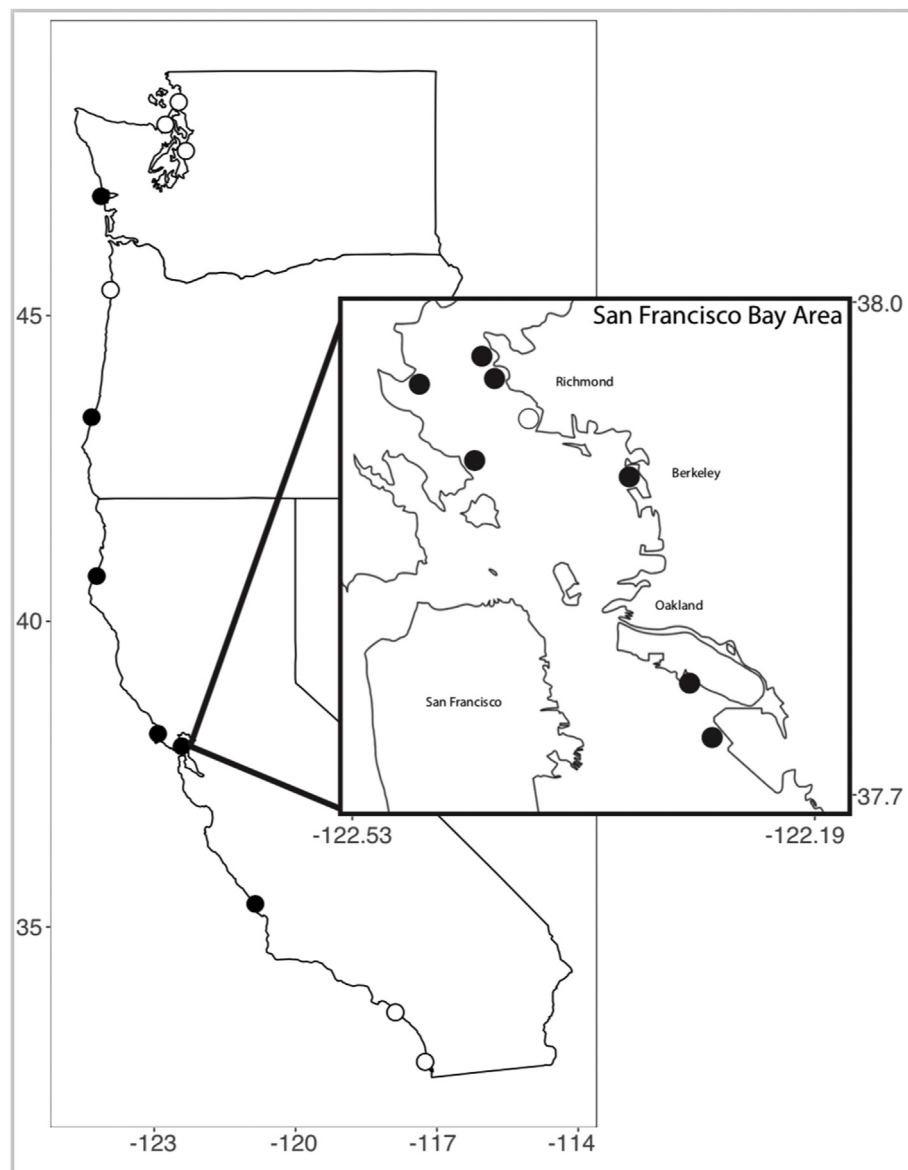 San Francisco Bay Area
38.0
45
Richmond
Berkeley
40
Oakland
San Francisco
37.7
-122.53
-122.19
35
-123
-120
-117
-114